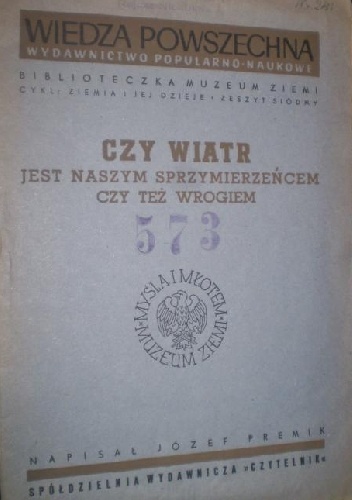 WIEDZA POWSZECHNA
WYDAWNICTWO POPULARNO-NAUKOWE
BIBLIOTECZKA MUZEUM ZIEMI
CYKL: ZIEMIA I JEJ DZIEJE • ZESZYT SIÓDMY
CZY WIATR
JEST NASZYM SPRZYMIERZEŃCEM
CZY TEŻ WROGIEM
573
MYŚLĄ I MŁOTEM
MUZEUM ZIEMI
NAPISAŁ JÓZEF PREMIK
SPÓŁDZIELNIA WYDAWNICZA »CZYTELNIK«